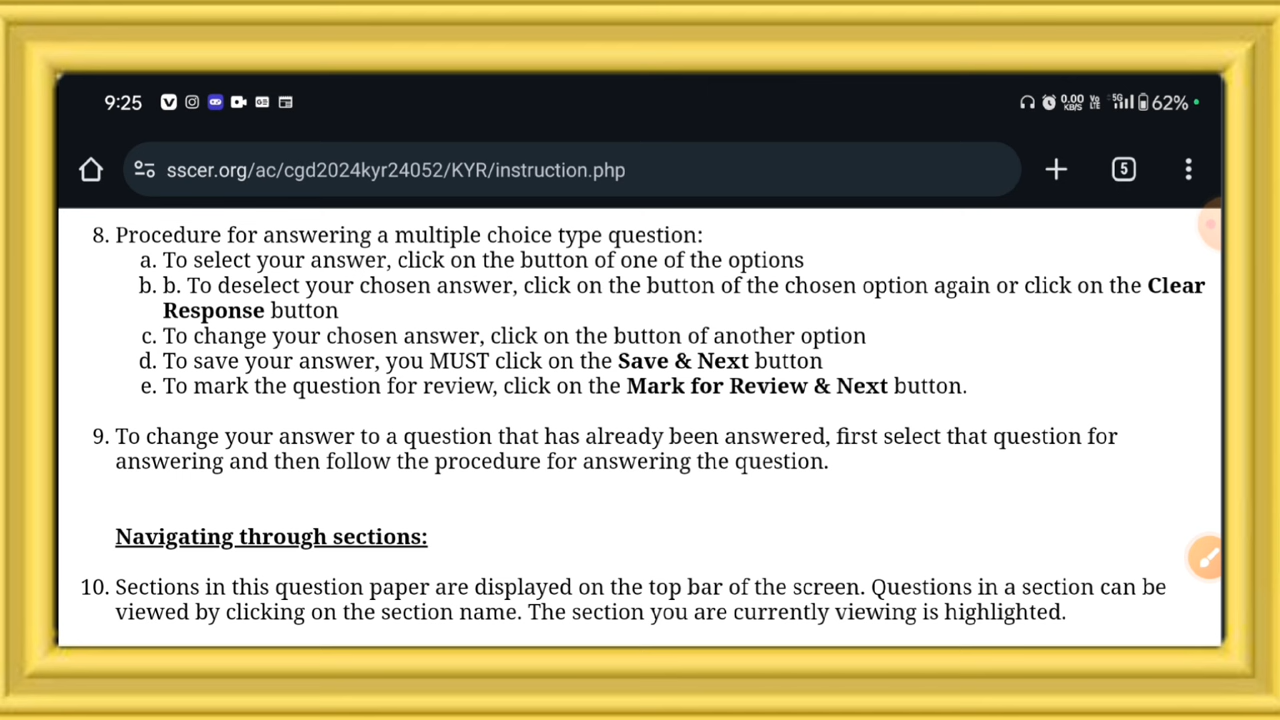 9:25 0.00 KB/S Vo LTE 5G 62%
sscer.org/ac/cgd2024kyr24052/KYR/instruction.php 5
8. Procedure for answering a multiple choice type question:
a. To select your answer, click on the button of one of the options
b. b. To deselect your chosen answer, click on the button of the chosen option again or click on the Clear
Response button
c. To change your chosen answer, click on the button of another option
d. To save your answer, you MUST click on the Save & Next button
e. To mark the question for review, click on the Mark for Review & Next button.
9. To change your answer to a question that has already been answered, first select that question for
answering and then follow the procedure for answering the question.
Navigating through sections:
10. Sections in this question paper are displayed on the top bar of the screen. Questions in a section can be
viewed by clicking on the section name. The section you are currently viewing is highlighted.